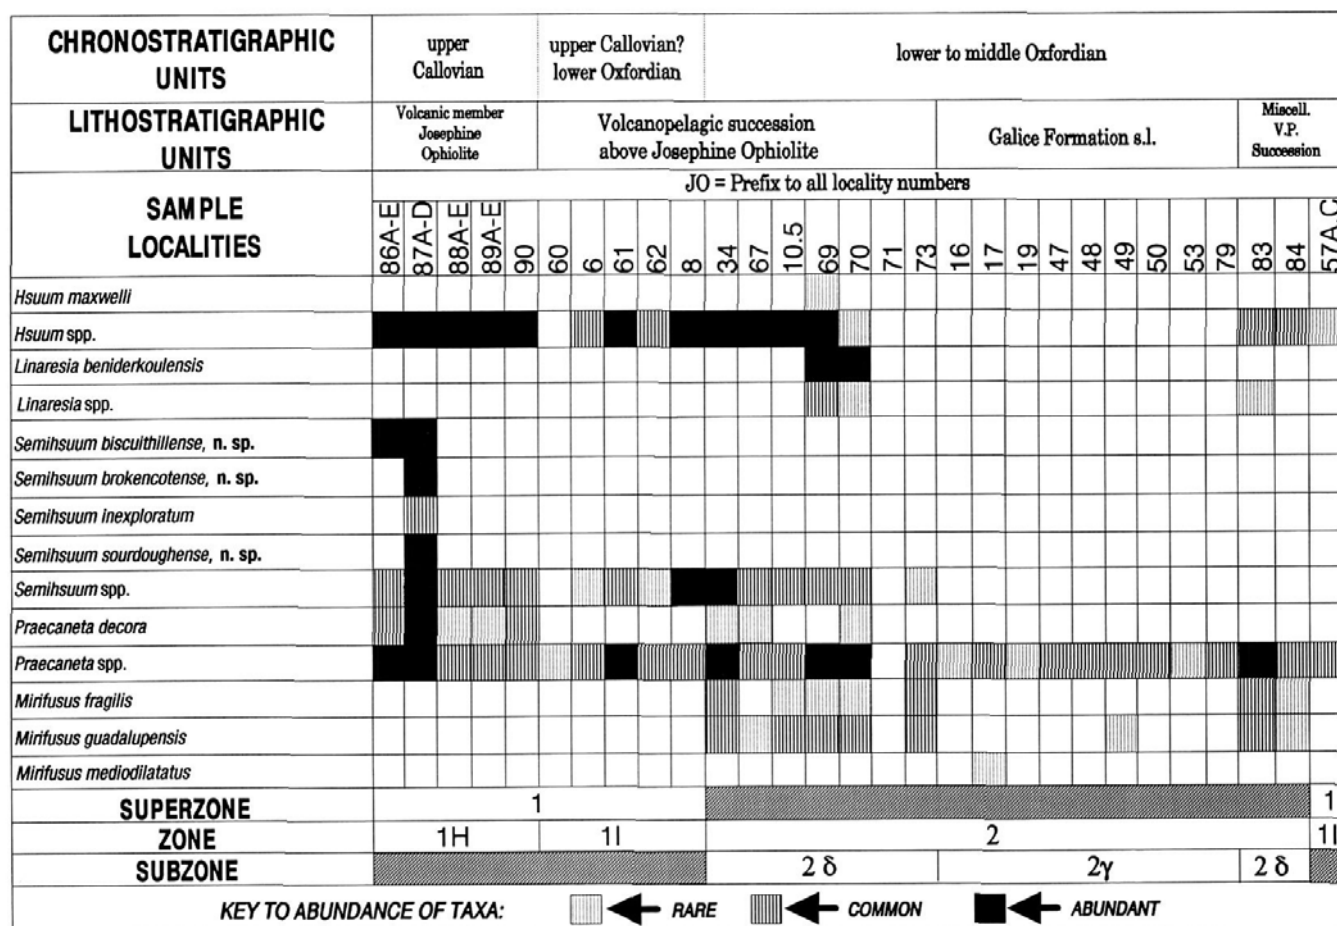 CHRONOSTRATIGRAPHIC
UNITS
upper
Callovian
upper Callovian?
lower Oxfordian
lower to middle Oxfordian
LITHOSTRATIGRAPHIC
UNITS
Volcanic member
Josephine
Ophiolite
Volcanopelagic succession
above Josephine Ophiolite
Galice Formation s.l.
Miscell.
V.P.
Succession
SAMPLE
LOCALITIES
JO = Prefix to all locality numbers
86A-E 87A-D 88A-E 89A-E 90 60 6 61 62 8 34 67 10.5 69 70 71 73 16 17 19 47 48 49 50 53 79 83 84 57A,C
Hsuum maxwelli
Hsuum spp.
Linaresia beniderkoulensis
Linaresia spp.
Semihsuum biscuithillense, n. sp.
Semihsuum brokencotense, n. sp.
Semihsuum inexploratum
Semihsuum sourdoughense, n. sp.
Semihsuum spp.
Praecaneta decora
Praecaneta spp.
Mirifusus fragilis
Mirifusus guadalupensis
Mirifusus mediodilatatus
SUPERZONE 1 1
ZONE 1H 1I 2 1I
SUBZONE 2 δ 2γ 2 δ
KEY TO ABUNDANCE OF TAXA: RARE COMMON ABUNDANT